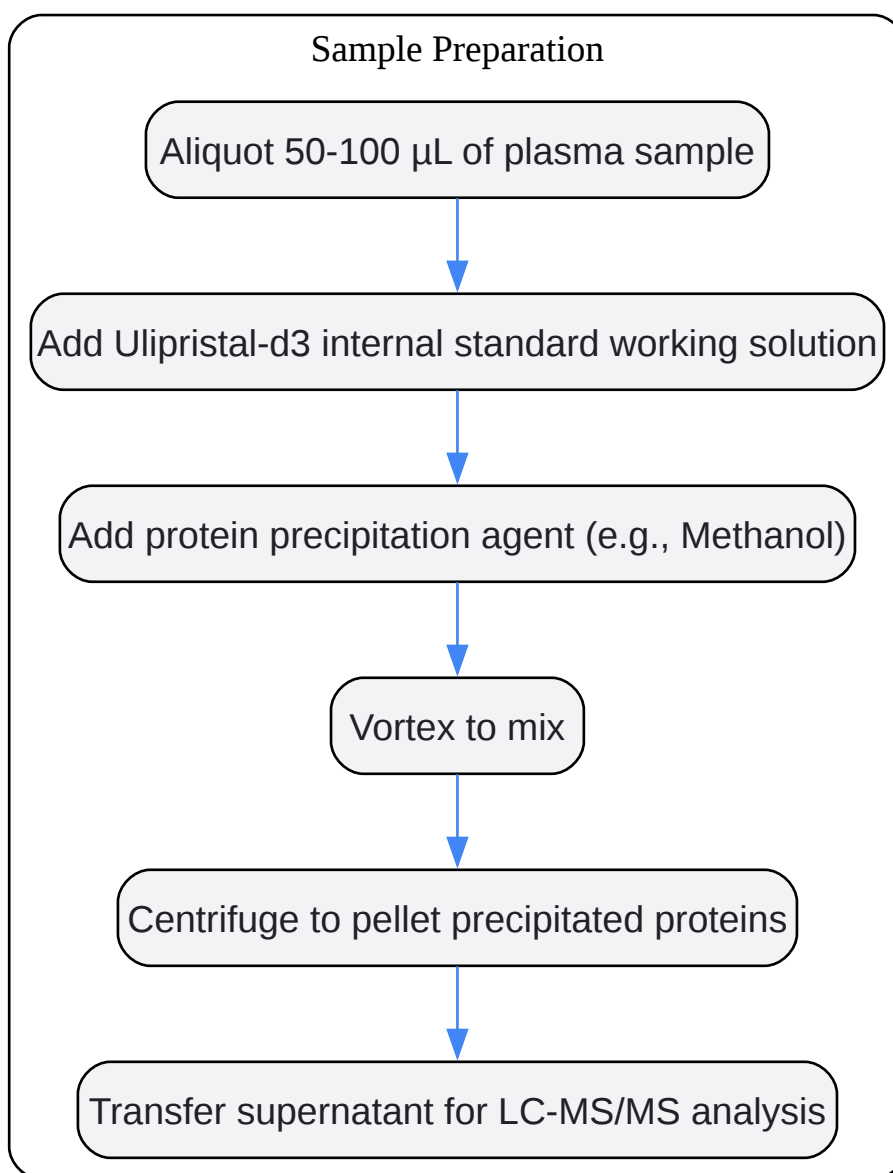 Sample Preparation
Aliquot 50-100 µL of plasma sample
Add Ulipristal-d3 internal standard working solution
Add protein precipitation agent (e.g., Methanol)
Vortex to mix
Centrifuge to pellet precipitated proteins
Transfer supernatant for LC-MS/MS analysis